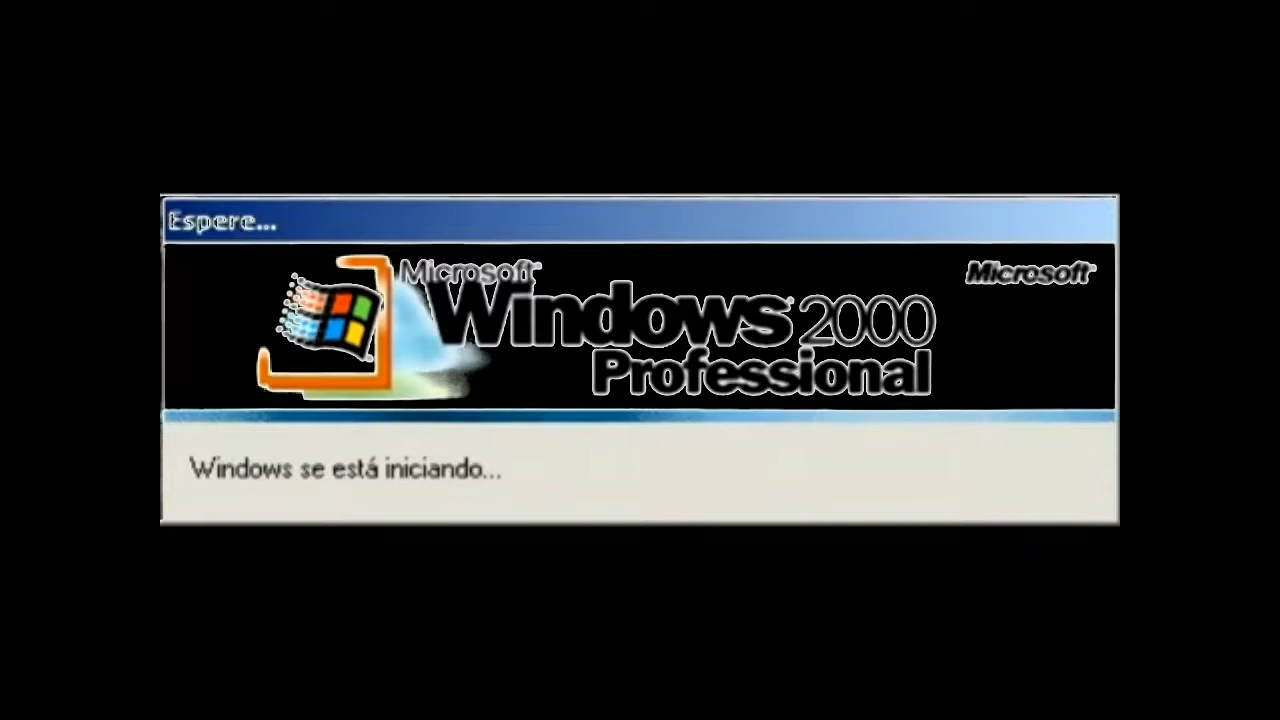 Espere...
Microsoft
Microsoft
Windows 2000
Professional
Windows se está iniciando...